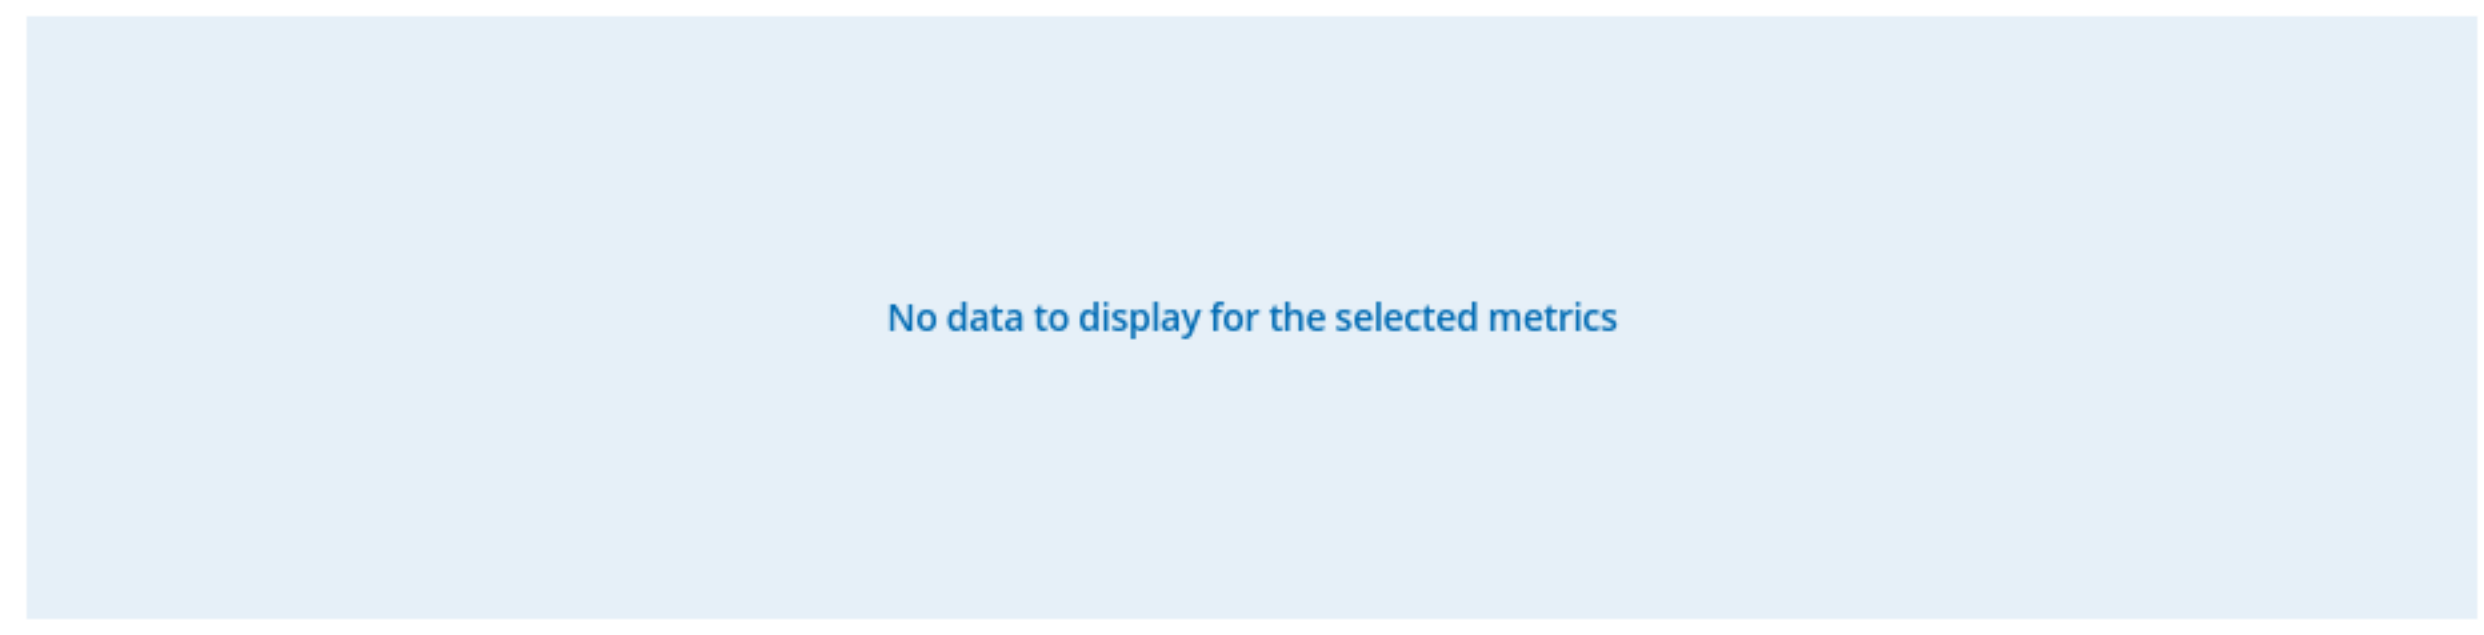 No data to display for the selected metrics